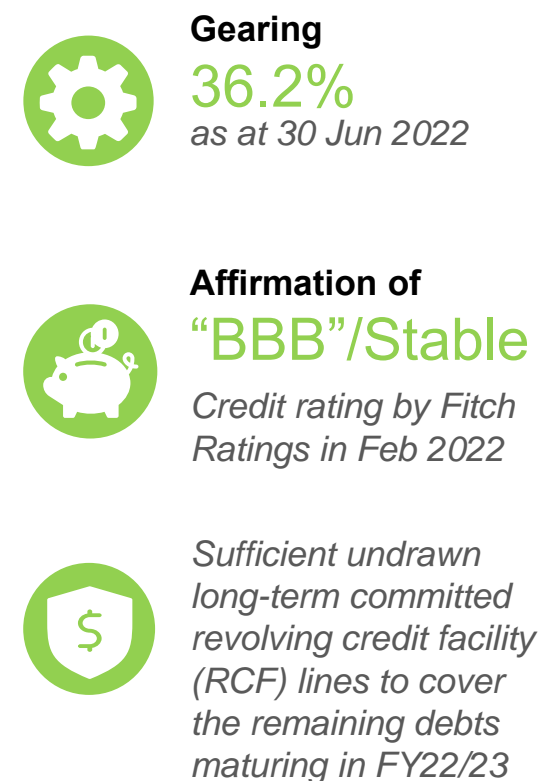 Gearing
36.2%
as at 30 Jun 2022
Affirmation of
“BBB”/Stable
Credit rating by Fitch
Ratings in Feb 2022
Sufficient undrawn
long-term committed
revolving credit facility
(RCF) lines to cover
the remaining debts
maturing in FY22/23
$